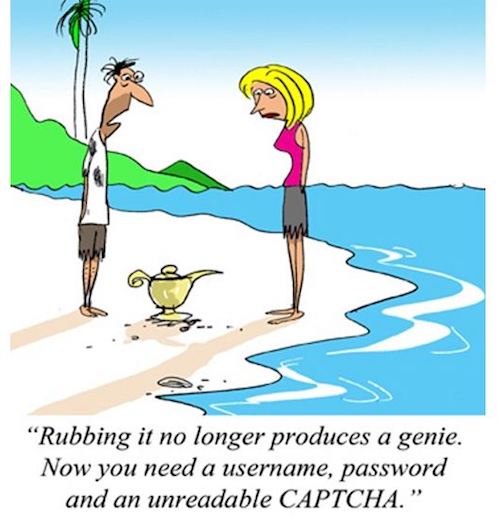 “Rubbing it no longer produces a genie.
Now you need a username, password
and an unreadable CAPTCHA.”